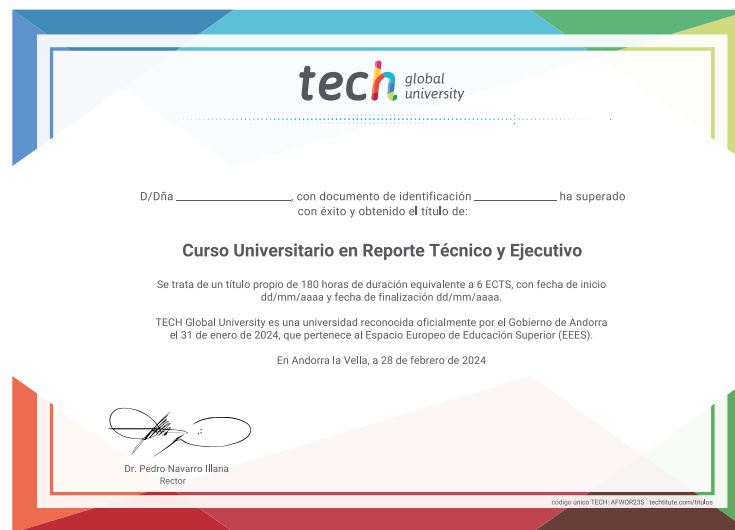 tech global university
D/Dña ____________________, con documento de identificación ______________ ha superado
con éxito y obtenido el título de:
Curso Universitario en Reporte Técnico y Ejecutivo
Se trata de un título propio de 180 horas de duración equivalente a 6 ECTS, con fecha de inicio
dd/mm/aaaa y fecha de finalización dd/mm/aaaa.
TECH Global University es una universidad reconocida oficialmente por el Gobierno de Andorra
el 31 de enero de 2024, que pertenece al Espacio Europeo de Educación Superior (EEES).
En Andorra la Vella, a 28 de febrero de 2024
Dr. Pedro Navarro Illana
Rector
código único TECH: AFWOR23S techtitute.com/titulos